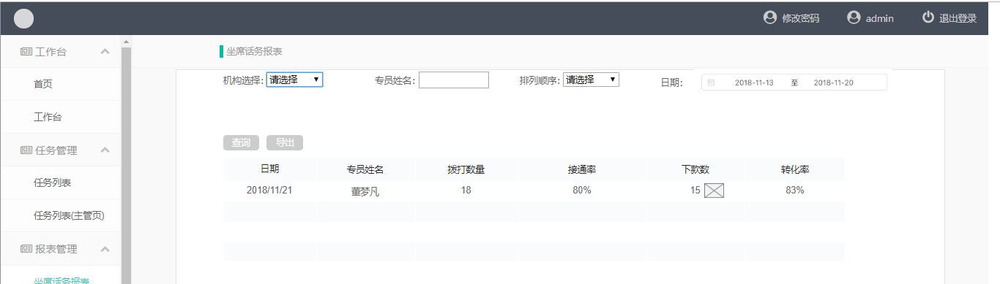 修改密码 admin 退出登录
工作台
首页
工作台
任务管理
任务列表
任务列表(主管页)
报表管理
坐席话务报表
坐席话务报表
机构选择: 请选择 专员姓名: 排列顺序: 请选择 日期: 2018-11-13 至 2018-11-20
查询 导出
日期 专员姓名 拨打数量 接通率 下款数 转化率
2018/11/21 董梦凡 18 80% 15 83%